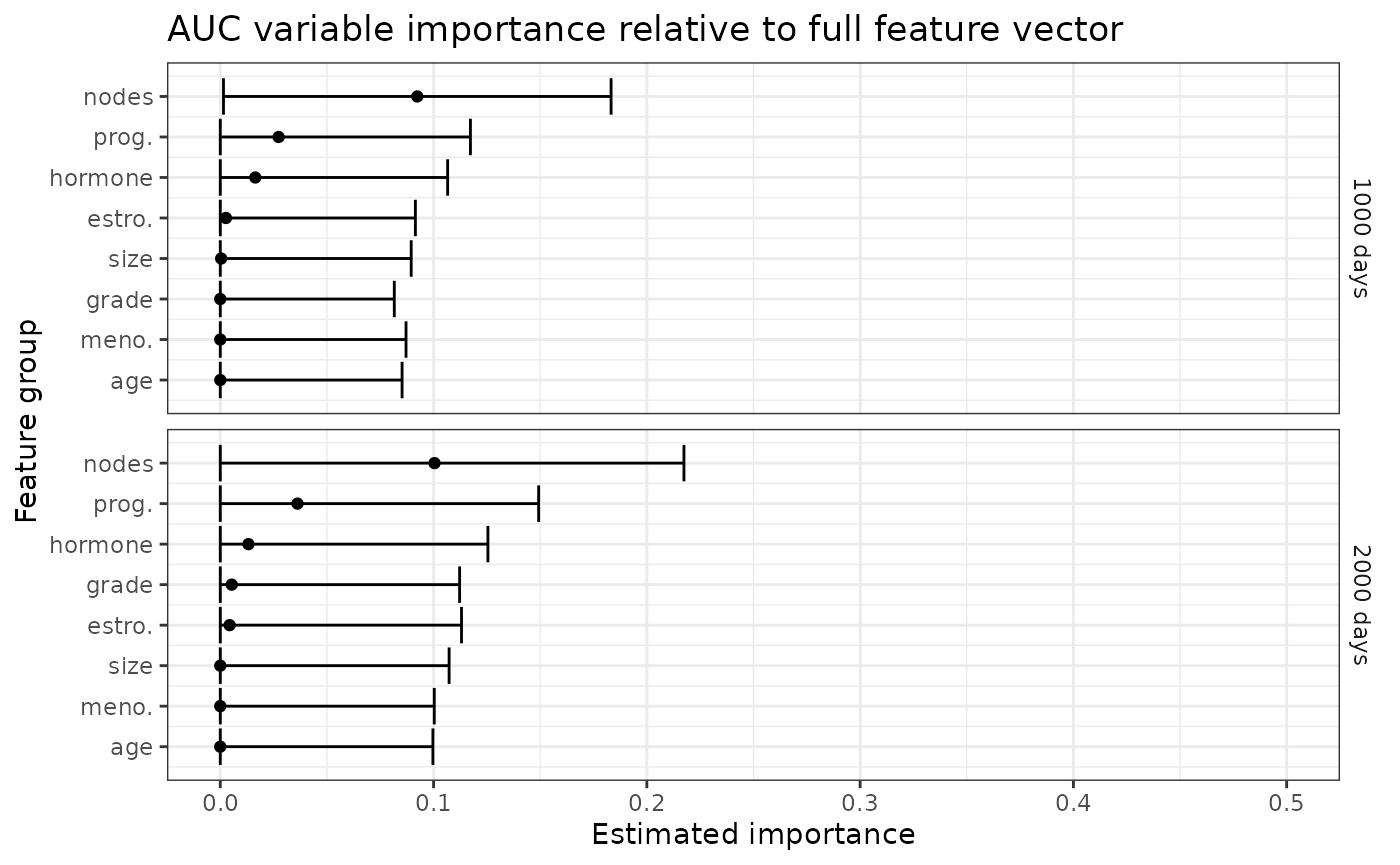 AUC variable importance relative to full feature vector
Feature group
nodes
prog.
hormone
estro.
size
grade
meno.
age
1000 days
nodes
prog.
hormone
grade
estro.
size
meno.
age
2000 days
0.0 0.1 0.2 0.3 0.4 0.5
Estimated importance